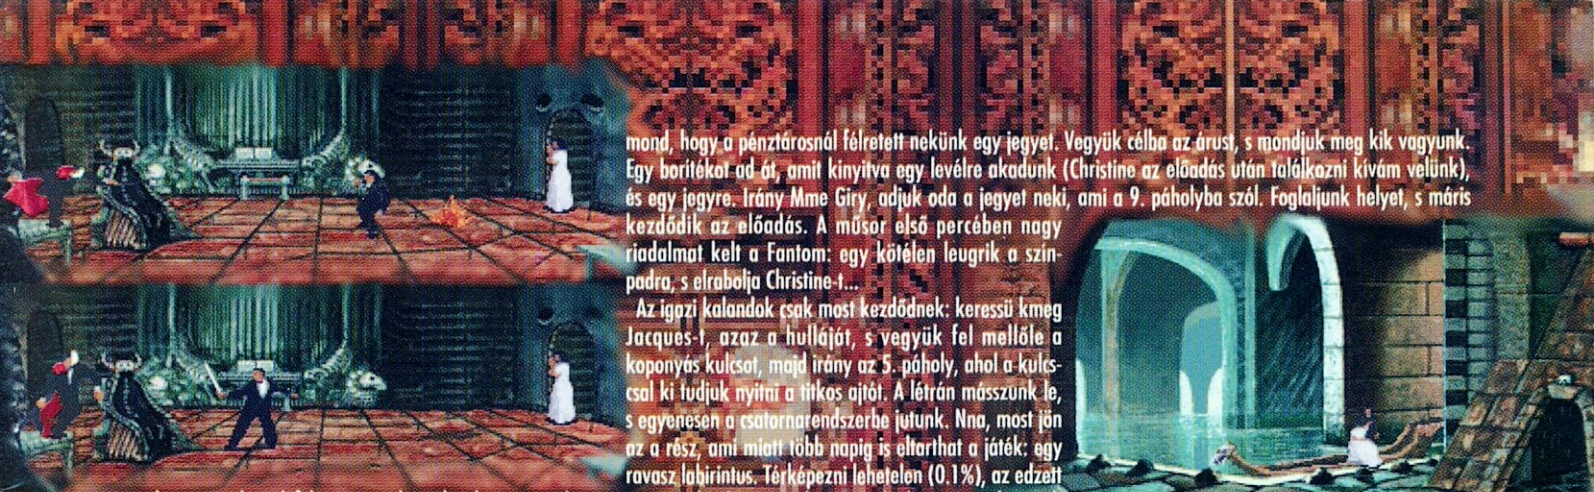 mond, hogy a pénztárosnál félretett nekünk egy jegyet. Vegyük célba az árust, s mondjuk meg kik vagyunk.
Egy borítékot ad át, amit kinyitva egy levélre akadunk (Christine az előadás után találkozni kíván velünk),
és egy jegyre. Irány Mme Giry, adjuk oda a jegyet neki, ami a 9. páholyba szól. Foglaljunk helyet, s máris
kezdődik az előadás. A műsor első percében nagy
riadalmat kelt a Fantom: egy kötélen leugrik a szín-
padra, s elrabolja Christine-t...
Az igazi kalandok csak most kezdődnek: keressü kmeg
Jacques-t, azaz a hulláját, s vegyük fel mellőle a
koponyás kulcsot, majd irány az 5. páholy, ahol a kulcs-
csal ki tudjuk nyitni a titkos ajtót. A létrán másszunk le,
s egyenesen a csatornarendszerbe jutunk. Nna, most jön
az a rész, ami miatt több napig is eltarthat a játék: egy
ravasz labirintus. Térképezni lehetelen (0.1%), az edzett